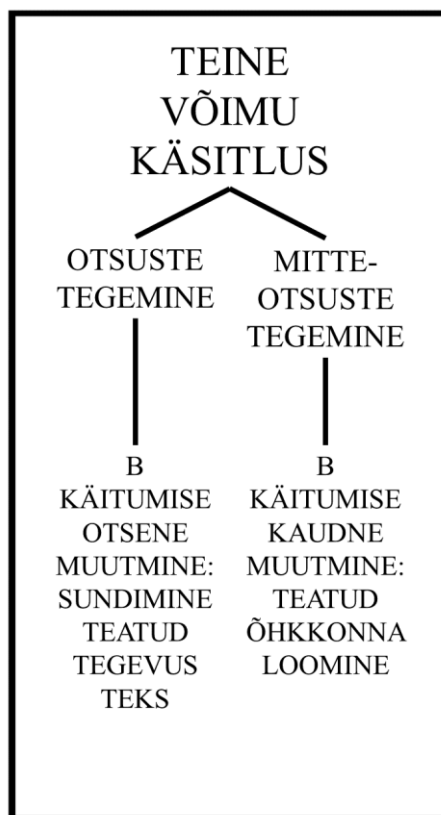 TEINE
VÕIMU
KÄSITLUS
OTSUSTE
TEGEMINE
MITTE-
OTSUSTE
TEGEMINE
B
KÄITUMISE
OTSENE
MUUTMINE:
SUNDIMINE
TEATUD
TEGEVUS
TEKS
B
KÄITUMISE
KAUDNE
MUUTMINE:
TEATUD
ÕHKKONNA
LOOMINE